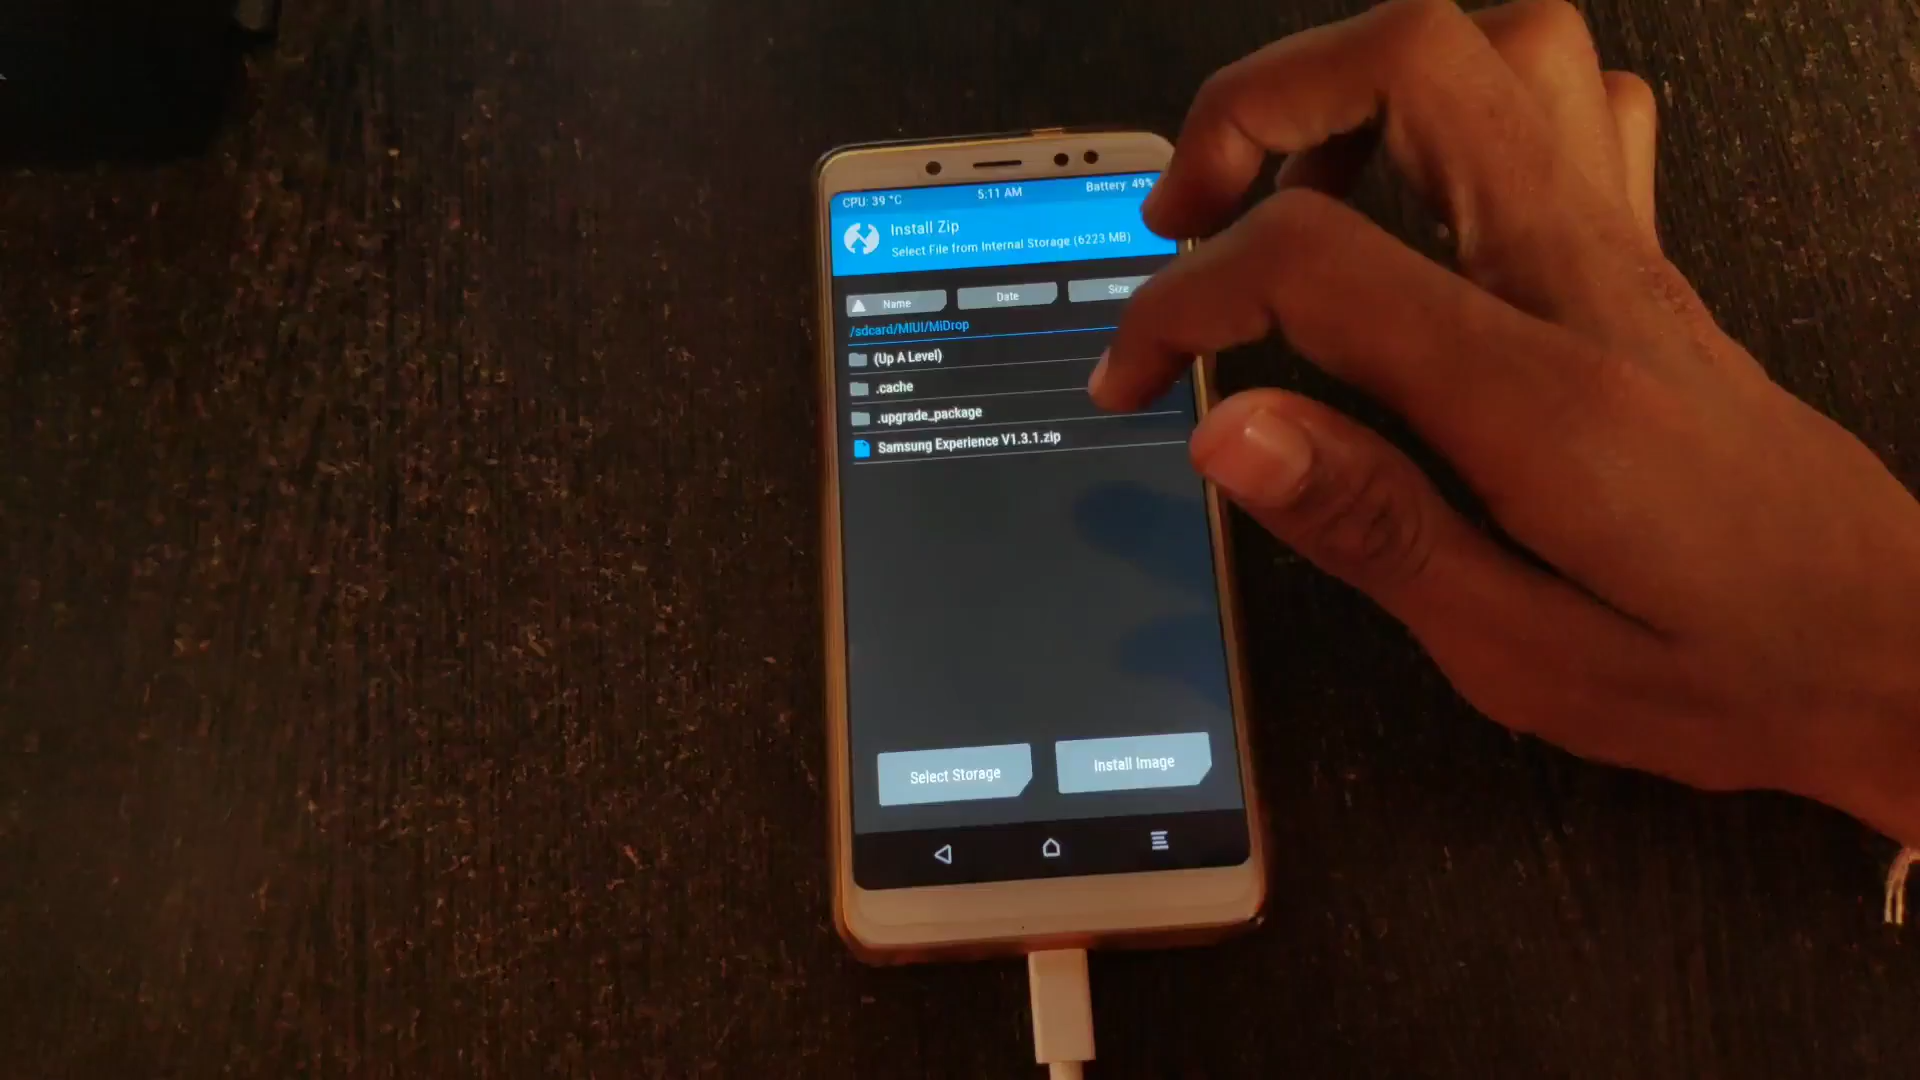 CPU: 39 °C 5:11 AM Battery: 49%
Install Zip
Select File from Internal Storage (6223 MB)
Name Date Size
/sdcard/MIUI/MiDrop
(Up A Level)
.cache
.upgrade_package
Samsung Experience V1.3.1.zip
Select Storage Install Image